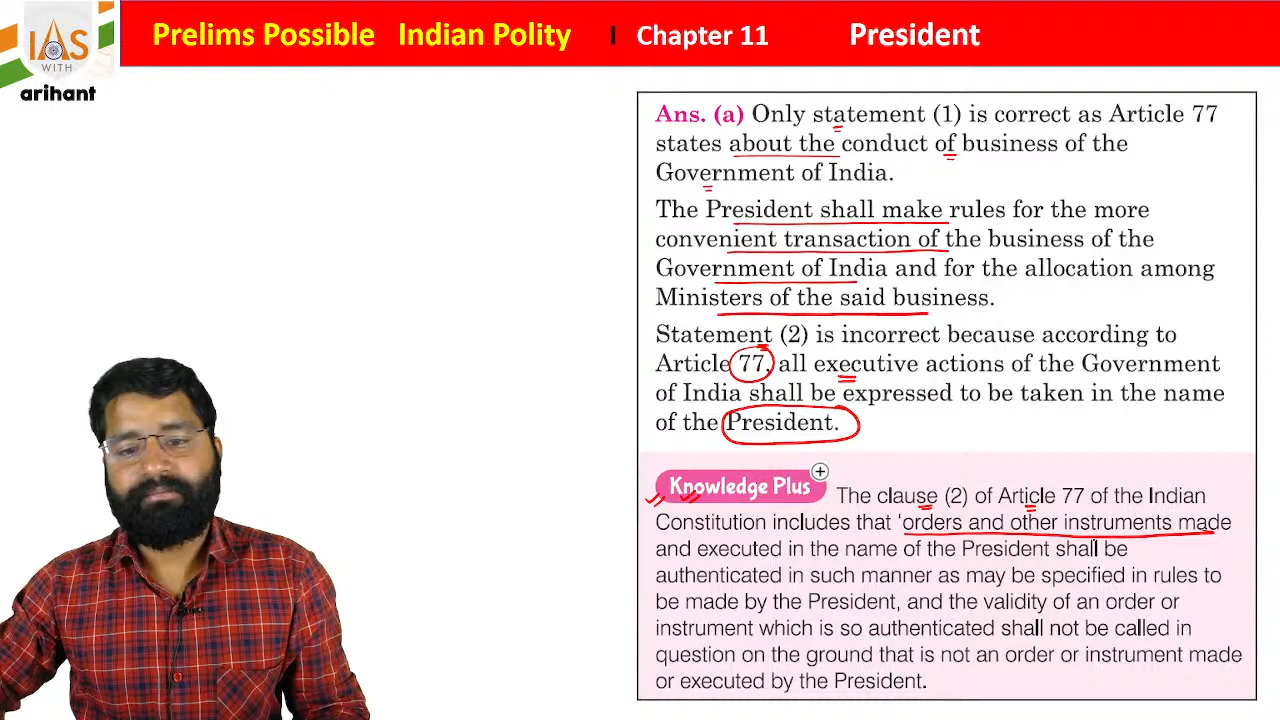 IAS
WITH
arihant
Prelims Possible Indian Polity | Chapter 11 President
Ans. (a) Only statement (1) is correct as Article 77
states about the conduct of business of the
Government of India.
The President shall make rules for the more
convenient transaction of the business of the
Government of India and for the allocation among
Ministers of the said business.
Statement (2) is incorrect because according to
Article 77, all executive actions of the Government
of India shall be expressed to be taken in the name
of the President.
Knowledge Plus + The clause (2) of Article 77 of the Indian
Constitution includes that ‘orders and other instruments made
and executed in the name of the President shall be
authenticated in such manner as may be specified in rules to
be made by the President, and the validity of an order or
instrument which is so authenticated shall not be called in
question on the ground that is not an order or instrument made
or executed by the President.